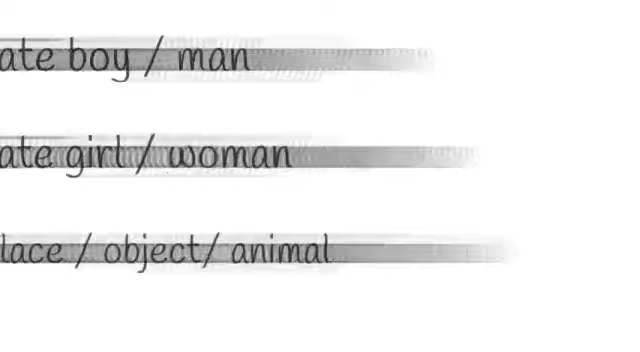 ate boy / man
ate girl / woman
lace / object/ animal